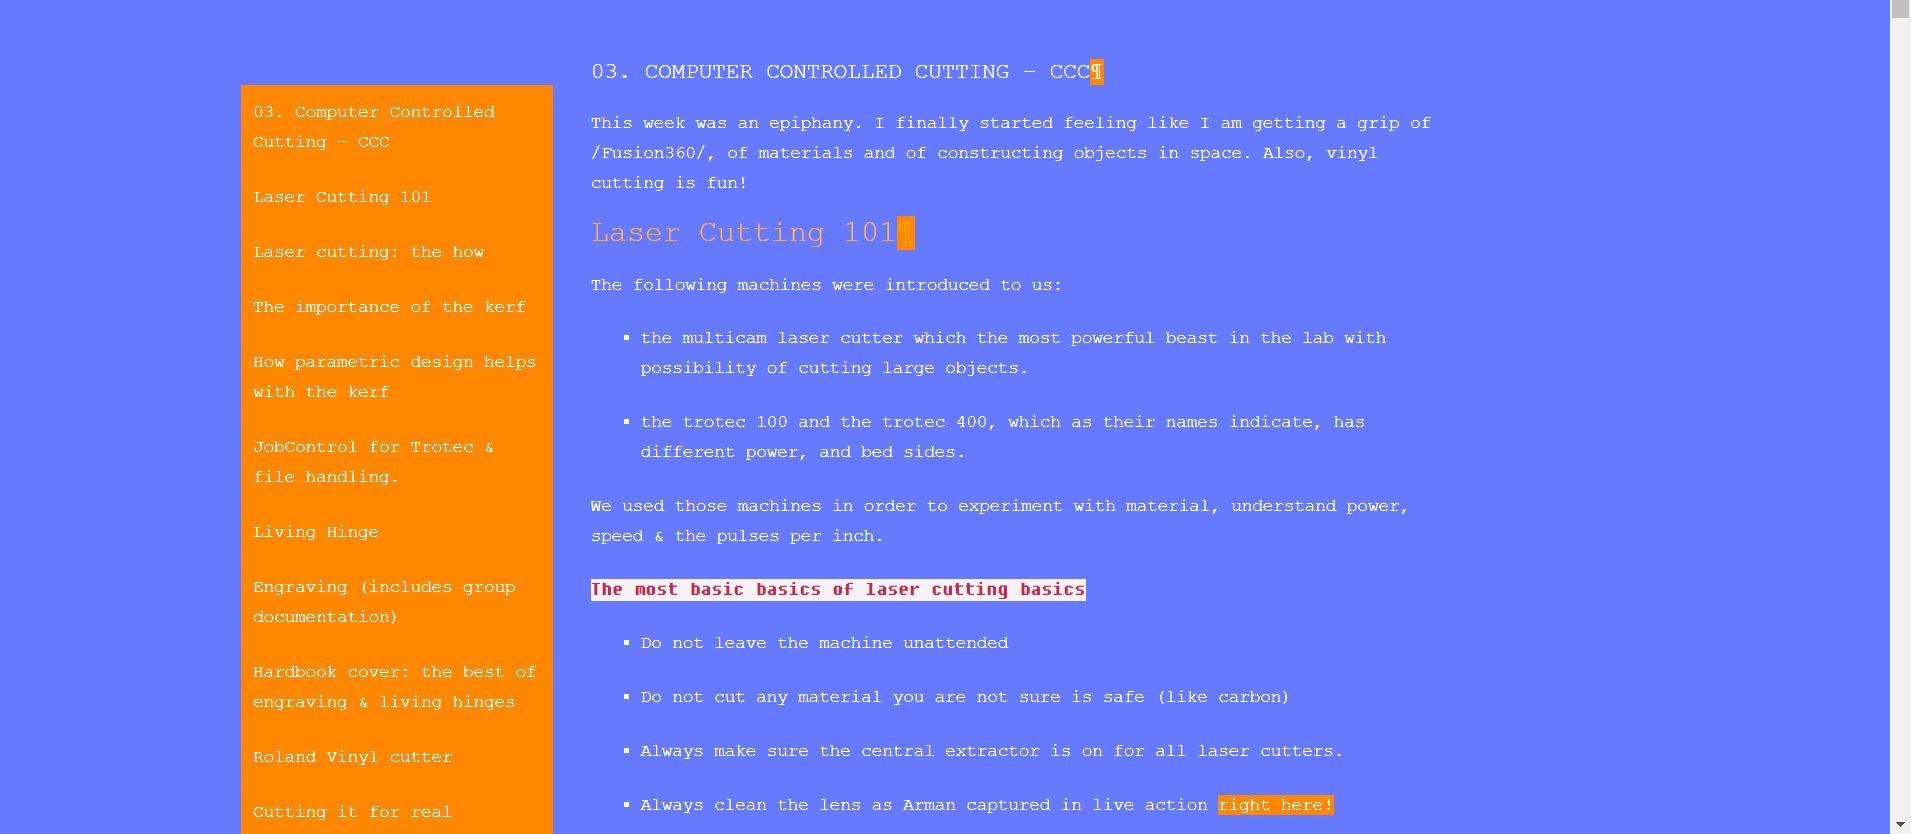 03. Computer Controlled
Cutting – CCC
Laser Cutting 101
Laser cutting: the how
The importance of the kerf
How parametric design helps
with the kerf
JobControl for Trotec &
file handling.
Living Hinge
Engraving (includes group
documentation)
Hardbook cover: the best of
engraving & living hinges
Roland Vinyl cutter
Cutting it for real
03. COMPUTER CONTROLLED CUTTING – CCC¶
This week was an epiphany. I finally started feeling like I am getting a grip of
/Fusion360/, of materials and of constructing objects in space. Also, vinyl
cutting is fun!
Laser Cutting 101¶
The following machines were introduced to us:
▪ the multicam laser cutter which the most powerful beast in the lab with
possibility of cutting large objects.
▪ the trotec 100 and the trotec 400, which as their names indicate, has
different power, and bed sides.
We used those machines in order to experiment with material, understand power,
speed & the pulses per inch.
The most basic basics of laser cutting basics
▪ Do not leave the machine unattended
▪ Do not cut any material you are not sure is safe (like carbon)
▪ Always make sure the central extractor is on for all laser cutters.
▪ Always clean the lens as Arman captured in live action right here!